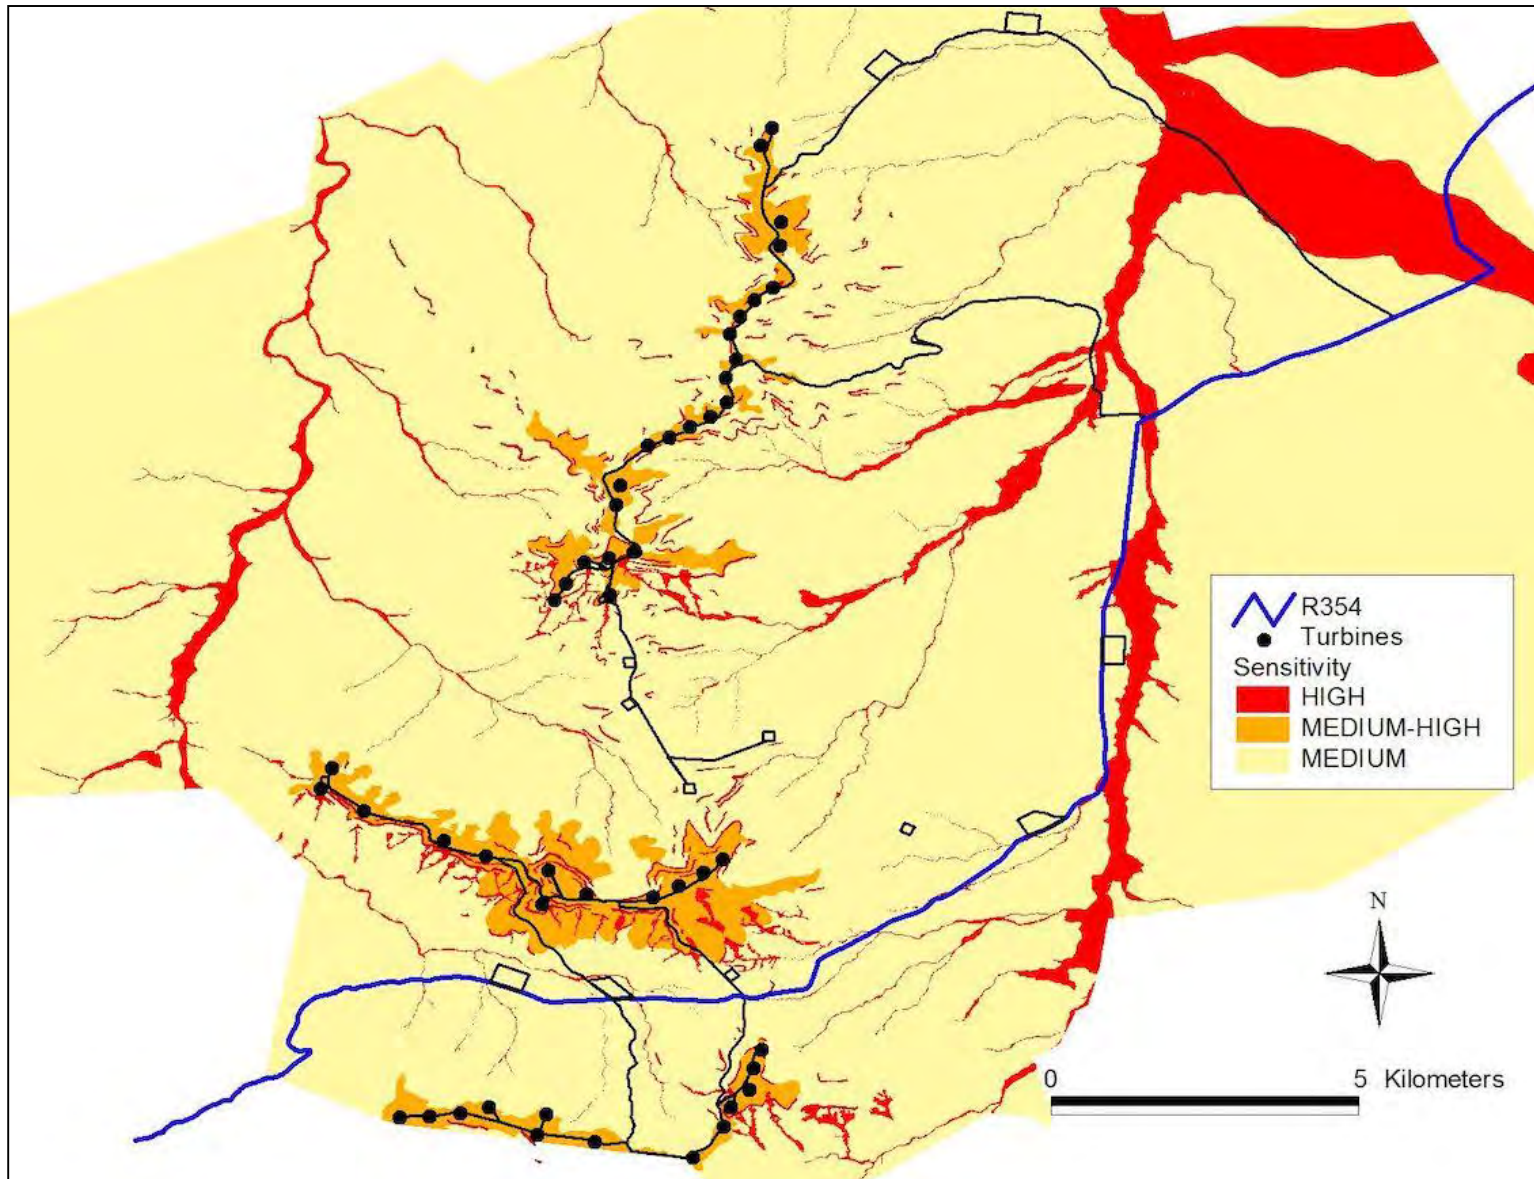 R354
Turbines
Sensitivity
HIGH
MEDIUM-HIGH
MEDIUM
N
0 5 Kilometers